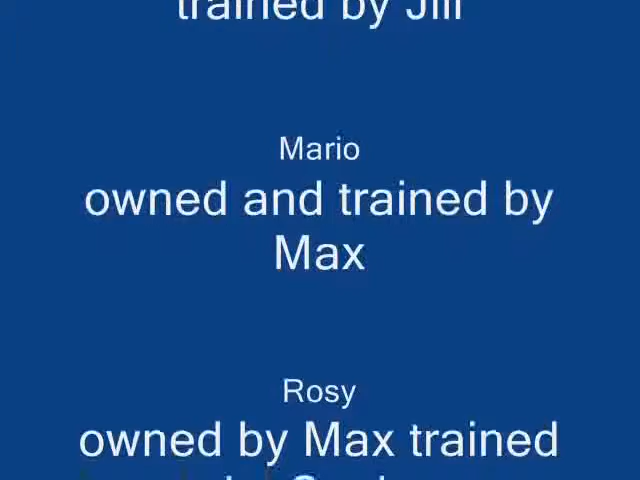 trained by Jill
Mario
owned and trained by
Max
Rosy
owned by Max trained